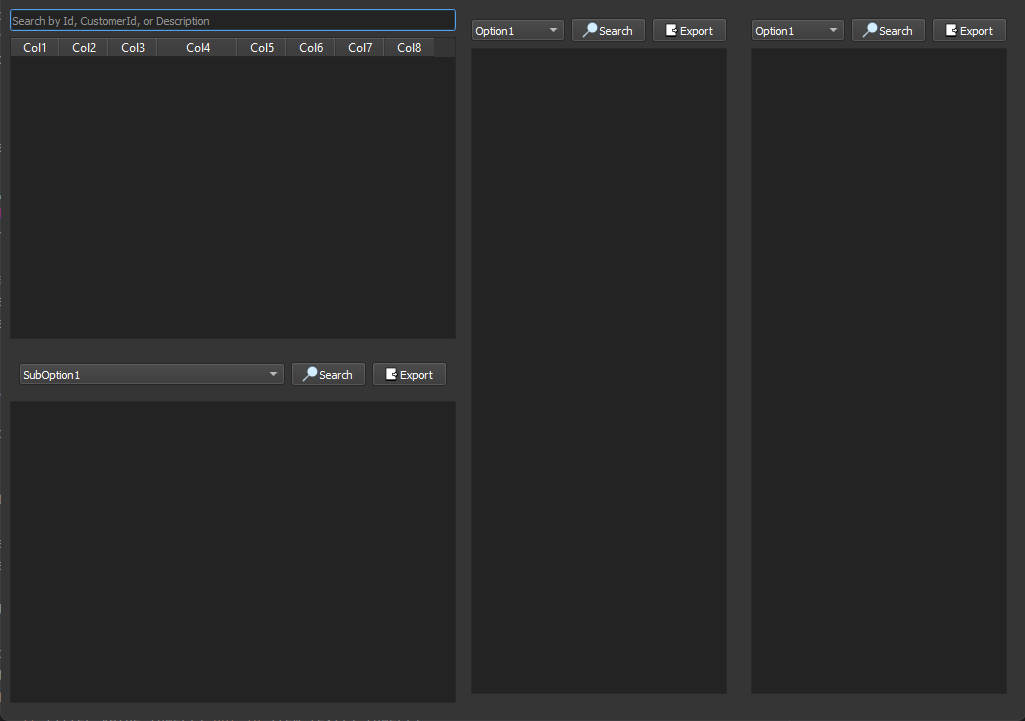 Search by Id, CustomerId, or Description
Col1 Col2 Col3 Col4 Col5 Col6 Col7 Col8
SubOption1 Search Export
Option1 Search Export
Option1 Search Export